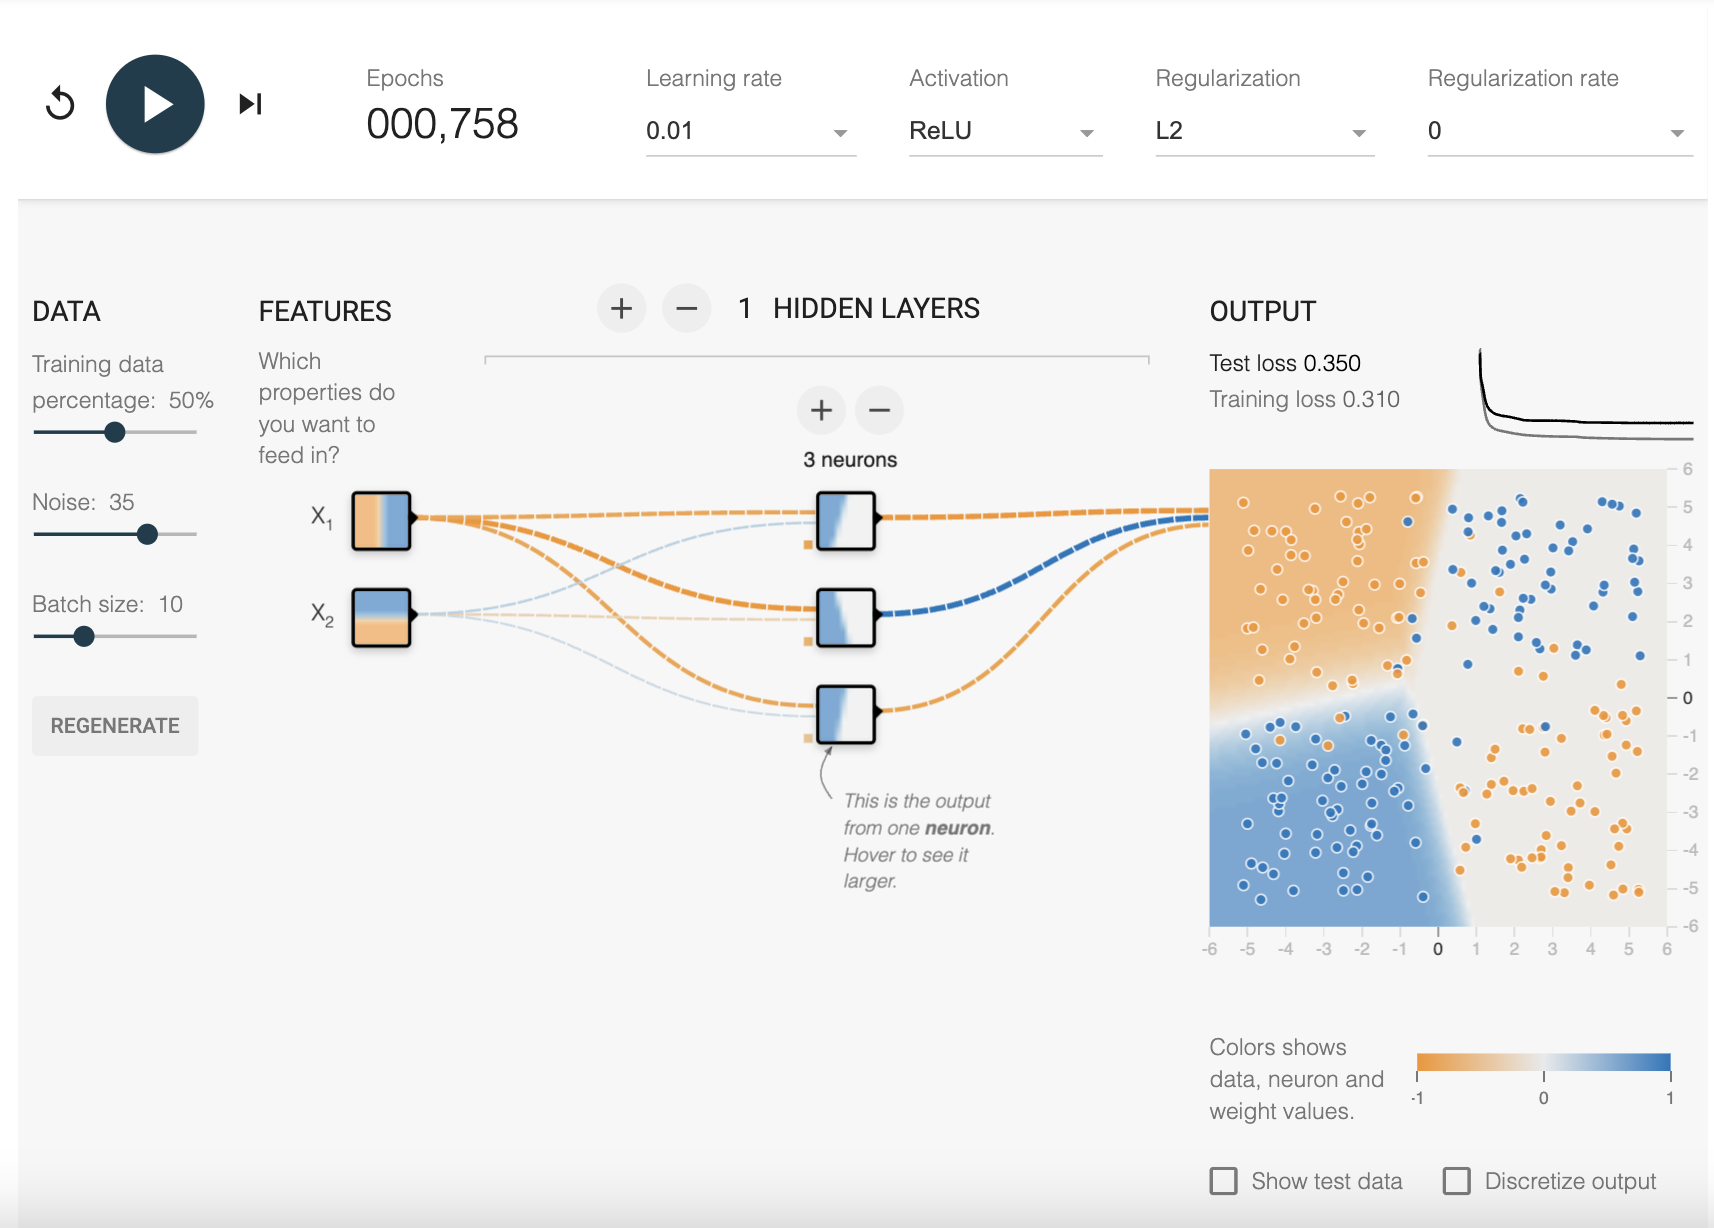 Epochs
000,758
Learning rate
0.01
Activation
ReLU
Regularization
L2
Regularization rate
0
DATA
Training data
percentage: 50%
Noise: 35
Batch size: 10
REGENERATE
FEATURES
Which
properties do
you want to
feed in?
X1
X2
+ − 1 HIDDEN LAYERS
+ −
3 neurons
This is the output
from one neuron.
Hover to see it
larger.
OUTPUT
Test loss 0.350
Training loss 0.310
6
5
4
3
2
1
0
-1
-2
-3
-4
-5
-6
-6 -5 -4 -3 -2 -1 0 1 2 3 4 5 6
Colors shows
data, neuron and
weight values.
-1 0 1
Show test data
Discretize output